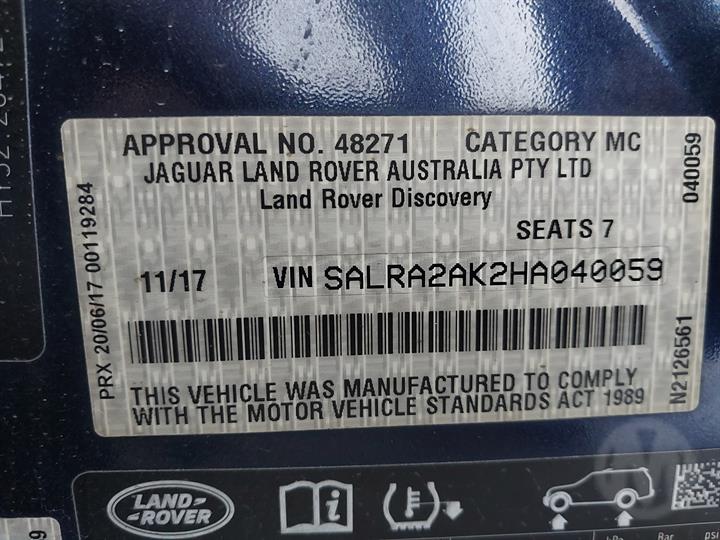 APPROVAL NO. 48271 CATEGORY MC
JAGUAR LAND ROVER AUSTRALIA PTY LTD
Land Rover Discovery
SEATS 7
11/17 VIN SALRA2AK2HA040059
THIS VEHICLE WAS MANUFACTURED TO COMPLY
WITH THE MOTOR VEHICLE STANDARDS ACT 1989
PRX 20/06/17 00119284
040059
N2126561 E
LAND-
-ROVER
Bar